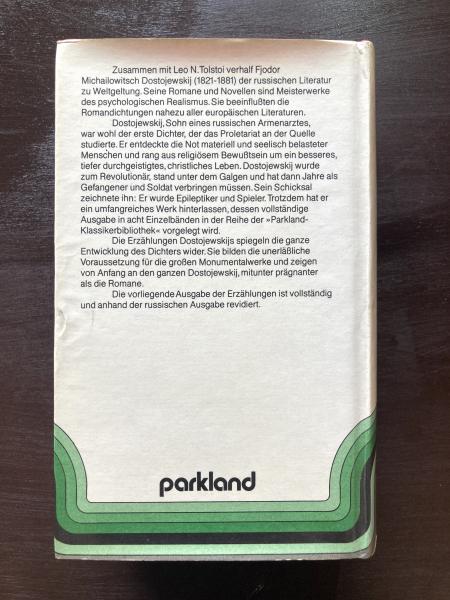 Zusammen mit Leo N. Tolstoi verhalf Fjodor
Michailowitsch Dostojewskij (1821-1881) der russischen Literatur
zu Weltgeltung. Seine Romane und Novellen sind Meisterwerke
des psychologischen Realismus. Sie beeinflußten die
Romandichtungen nahezu aller europäischen Literaturen.
Dostojewskij, Sohn eines russischen Armenarztes,
war wohl der erste Dichter, der das Proletariat an der Quelle
studierte. Er entdeckte die Not materiell und seelisch belasteter
Menschen und rang aus religiösem Bewußtsein um ein besseres,
tiefer durchgeistigtes, christliches Leben. Dostojewskij wurde
zum Revolutionär, stand unter dem Galgen und hat dann Jahre als
Gefangener und Soldat verbringen müssen. Sein Schicksal
zeichnete ihn: Er wurde Epileptiker und Spieler. Trotzdem hat er
ein umfangreiches Werk hinterlassen, dessen vollständige
Ausgabe in acht Einzelbänden in der Reihe der »Parkland-
Klassikerbibliothek« vorgelegt wird.
Die Erzählungen Dostojewskijs spiegeln die ganze
Entwicklung des Dichters wider. Sie bilden die unerläßliche
Voraussetzung für die großen Monumentalwerke und zeigen
von Anfang an den ganzen Dostojewskij, mitunter prägnanter
als die Romane.
Die vorliegende Ausgabe der Erzählungen ist vollständig
und anhand der russischen Ausgabe revidiert.
parkland